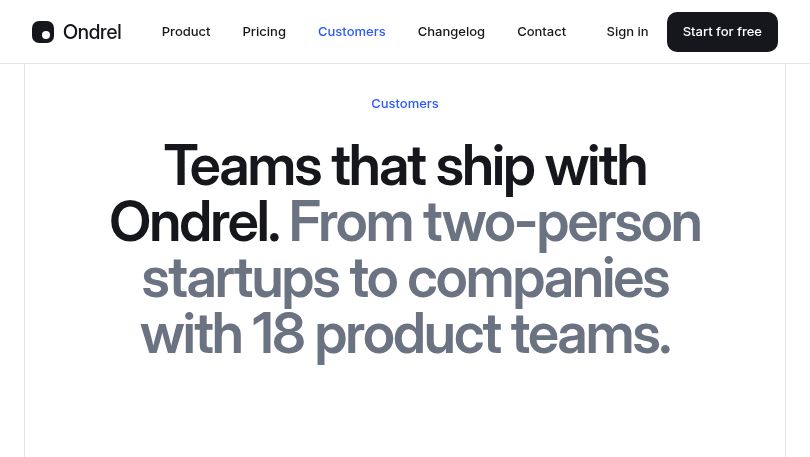 Ondrel Product Pricing Customers Changelog Contact Sign in Start for free
Customers
Teams that ship with
Ondrel. From two-person
startups to companies
with 18 product teams.